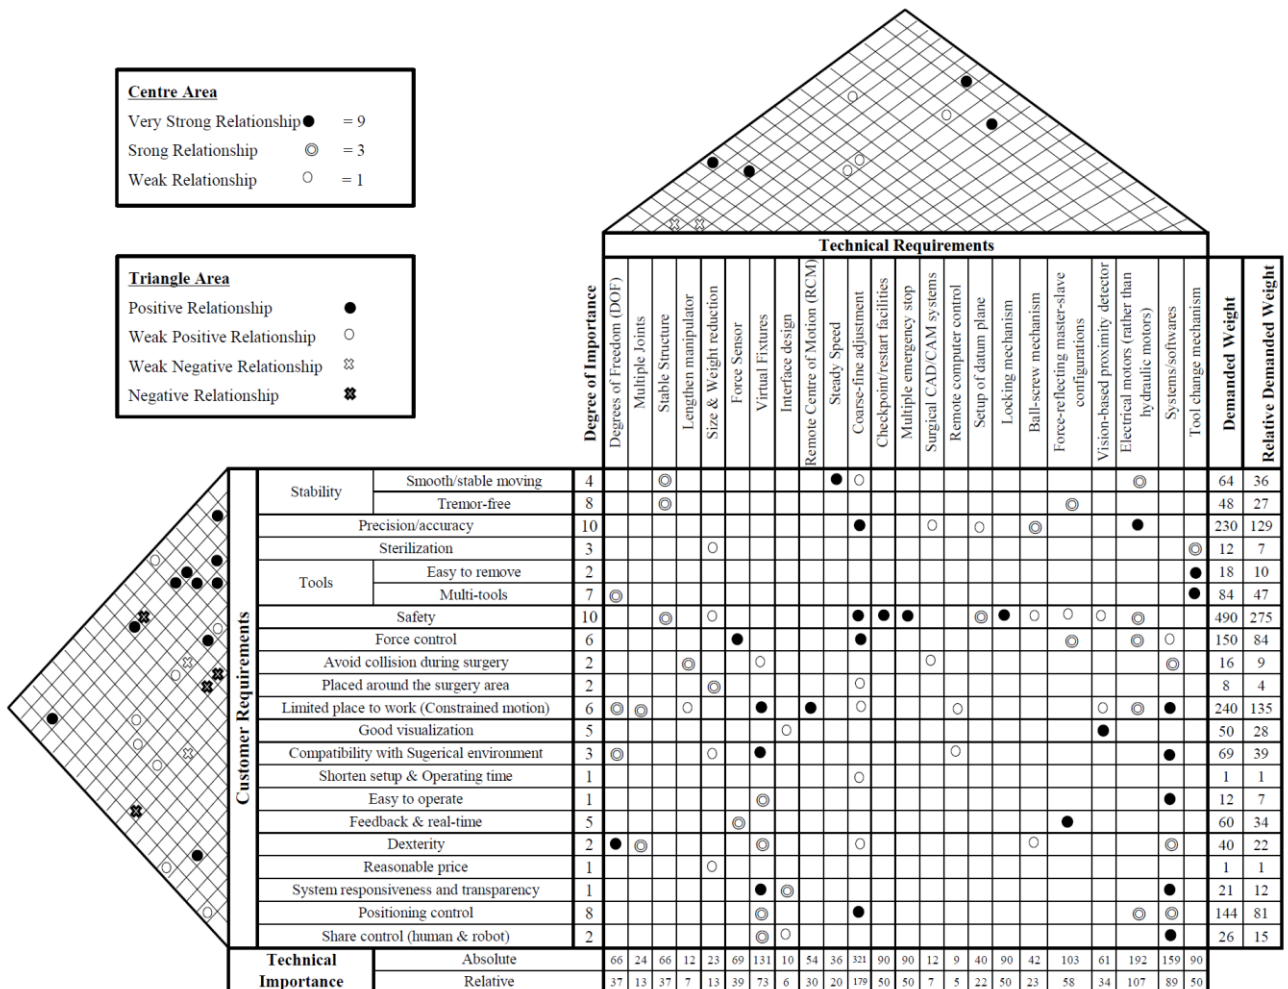 Centre Area
Very Strong Relationship = 9
Strong Relationship = 3
Weak Relationship = 1
Triangle Area
Positive Relationship
Weak Positive Relationship
Weak Negative Relationship
Negative Relationship
Technical Requirements
Degree of Importance
Degrees of Freedom (DOF)
Multiple Joints
Stable Structure
Lengthen manipulator
Size & Weight reduction
Force Sensor
Virtual Fixtures
Interface design
Remote Centre of Motion (RCM)
Steady Speed
Coarse-fine adjustment
Checkpoint/restart facilities
Multiple emergency stop
Surgical CAD/CAM systems
Remote computer control
Setup of datum plane
Locking mechanism
Ball-screw mechanism
Force-reflecting master-slave
configurations
Vision-based proximity detector
Electrical motors (rather than
hydraulic motors)
Systems/softwares
Tool change mechanism
Demanded Weight
Relative Demanded Weight
Customer Requirements
Stability
Smooth/stable moving 4 64 36
Tremor-free 8 48 27
Precision/accuracy 10 230 129
Sterilization 3 12 7
Tools
Easy to remove 2 18 10
Multi-tools 7 84 47
Safety 10 490 275
Force control 6 150 84
Avoid collision during surgery 2 16 9
Placed around the surgery area 2 8 4
Limited place to work (Constrained motion) 6 240 135
Good visualization 5 50 28
Compatibility with Sugerical environment 3 69 39
Shorten setup & Operating time 1 1 1
Easy to operate 1 12 7
Feedback & real-time 5 60 34
Dexterity 2 40 22
Reasonable price 1 1 1
System responsiveness and transparency 1 21 12
Positioning control 8 144 81
Share control (human & robot) 2 26 15
Technical
Importance
Absolute 66 24 66 12 23 69 131 10 54 36 321 90 90 12 9 40 90 42 103 61 192 159 90
Relative 37 13 37 7 13 39 73 6 30 20 179 50 50 7 5 22 50 23 58 34 107 89 50